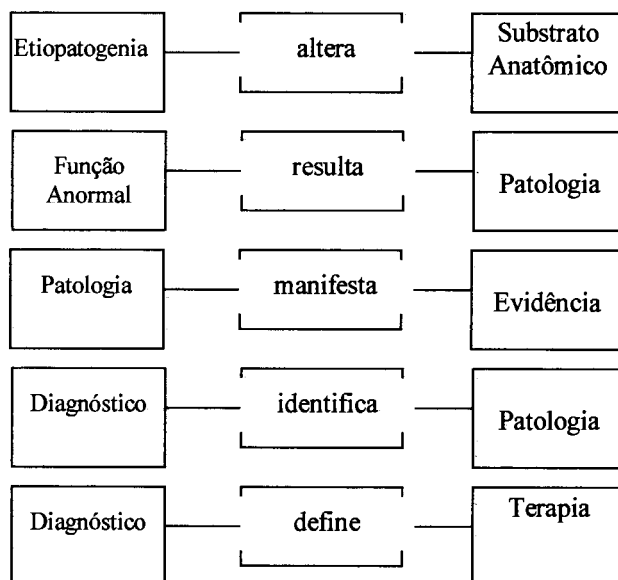 Etiopatogenia altera Substrato
Anatômico
Função
Anormal resulta Patologia
Patologia manifesta Evidência
Diagnóstico identifica Patologia
Diagnóstico define Terapia